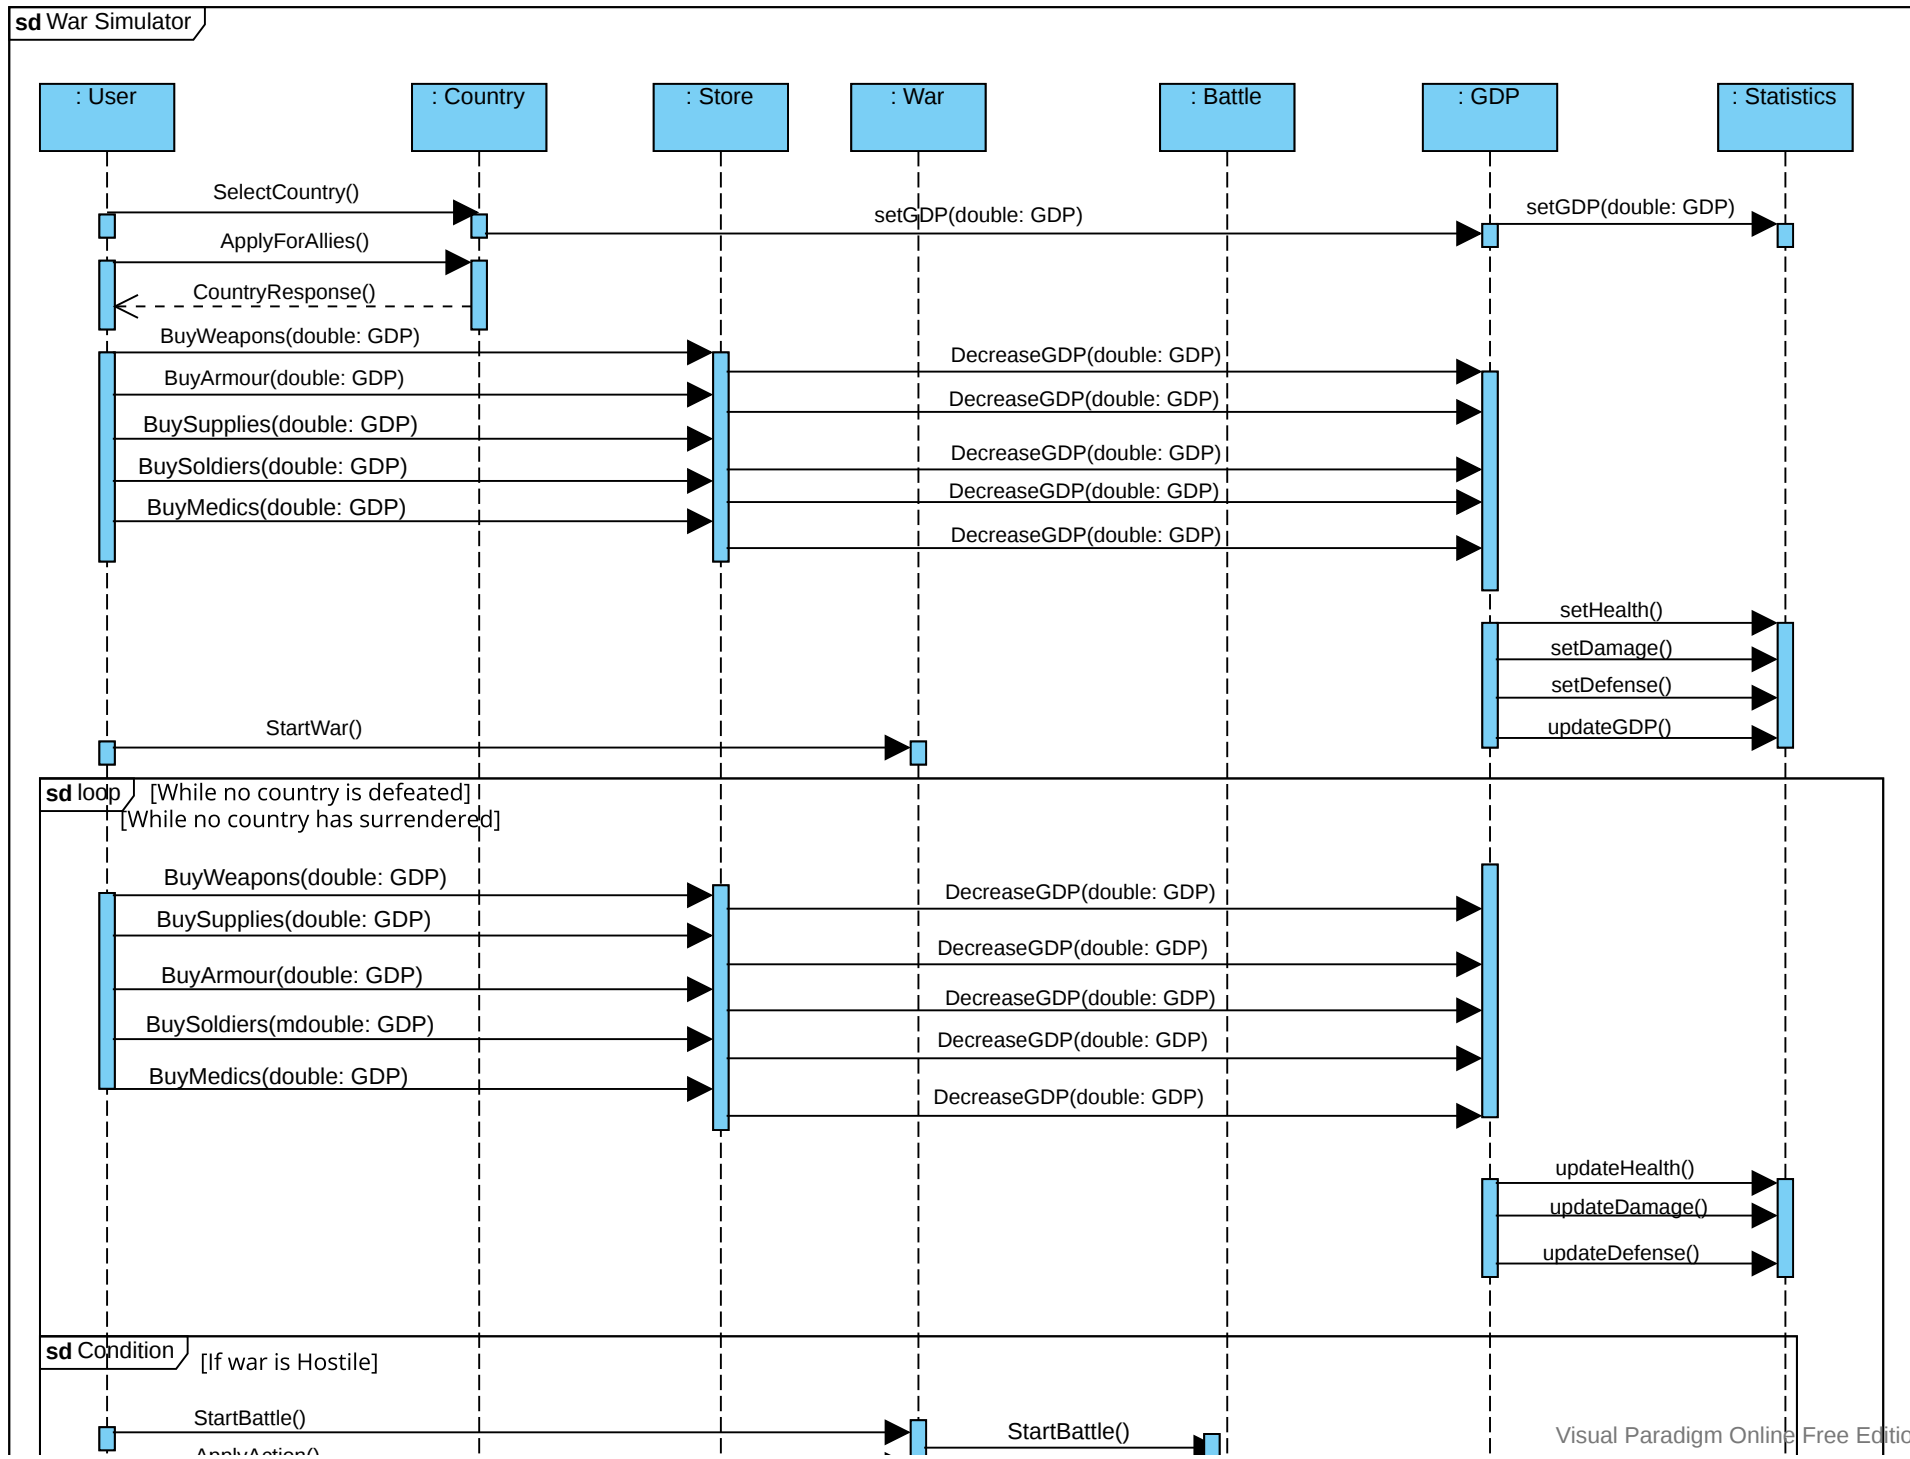 sd War Simulator
: User
: Country
: Store
: War
: Battle
: GDP
: Statistics
SelectCountry()
setGDP(double: GDP)
setGDP(double: GDP)
ApplyForAllies()
CountryResponse()
BuyWeapons(double: GDP)
DecreaseGDP(double: GDP)
BuyArmour(double: GDP)
DecreaseGDP(double: GDP)
BuySupplies(double: GDP)
DecreaseGDP(double: GDP)
BuySoldiers(double: GDP)
DecreaseGDP(double: GDP)
BuyMedics(double: GDP)
DecreaseGDP(double: GDP)
setHealth()
setDamage()
setDefense()
updateGDP()
StartWar()
sd loop
[While no country is defeated]
[While no country has surrendered]
BuyWeapons(double: GDP)
DecreaseGDP(double: GDP)
BuySupplies(double: GDP)
DecreaseGDP(double: GDP)
BuyArmour(double: GDP)
DecreaseGDP(double: GDP)
BuySoldiers(mdouble: GDP)
DecreaseGDP(double: GDP)
BuyMedics(double: GDP)
DecreaseGDP(double: GDP)
updateHealth()
updateDamage()
updateDefense()
sd Condition
[If war is Hostile]
StartBattle()
StartBattle()
ApplyAction()
Visual Paradigm Online Free Editio